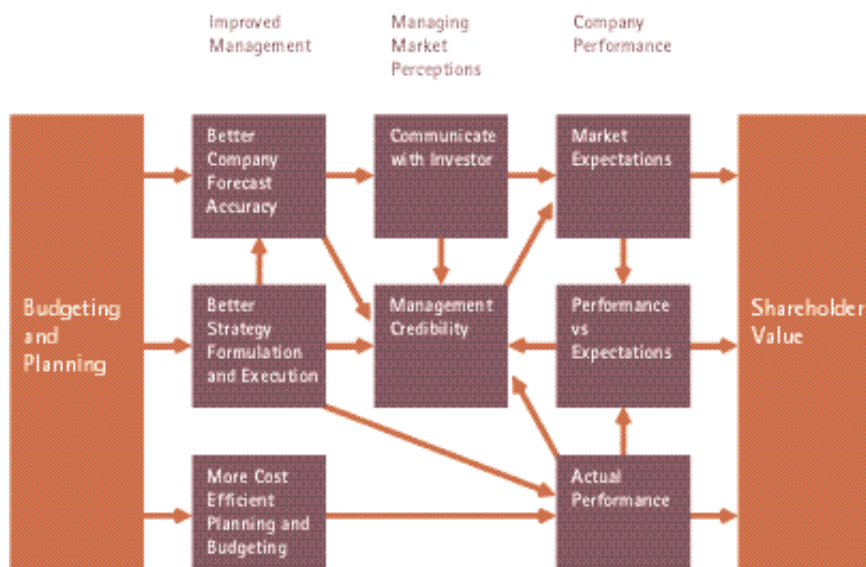 Improved
Management
Managing
Market
Perceptions
Company
Performance
Budgeting
and
Planning
Better
Company
Forecast
Accuracy
Communicate
with Investor
Market
Expectations
Better
Strategy
Formulation
and Execution
Management
Credibility
Performance
vs
Expectations
More Cost
Efficient
Planning and
Budgeting
Actual
Performance
Shareholder
Value